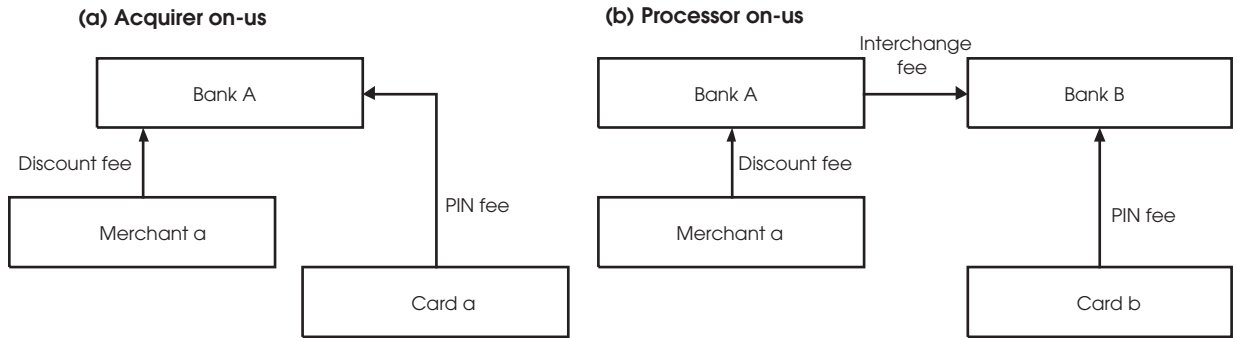 (a) Acquirer on-us
Bank A
Discount fee
Merchant a
PIN fee
Card a
(b) Processor on-us
Interchange
fee
Bank A
Bank B
Discount fee
Merchant a
PIN fee
Card b